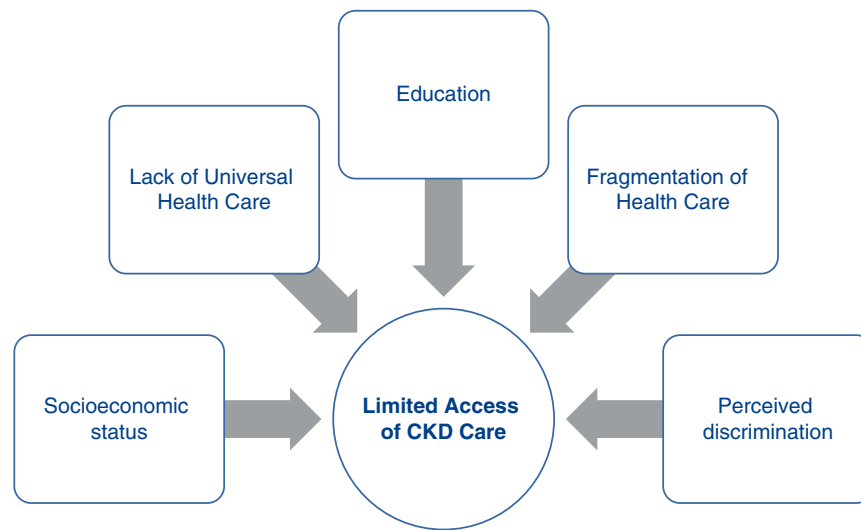 Education
Lack of Universal
Health Care
Fragmentation of
Health Care
Socioeconomic
status
Limited Access
of CKD Care
Perceived
discrimination